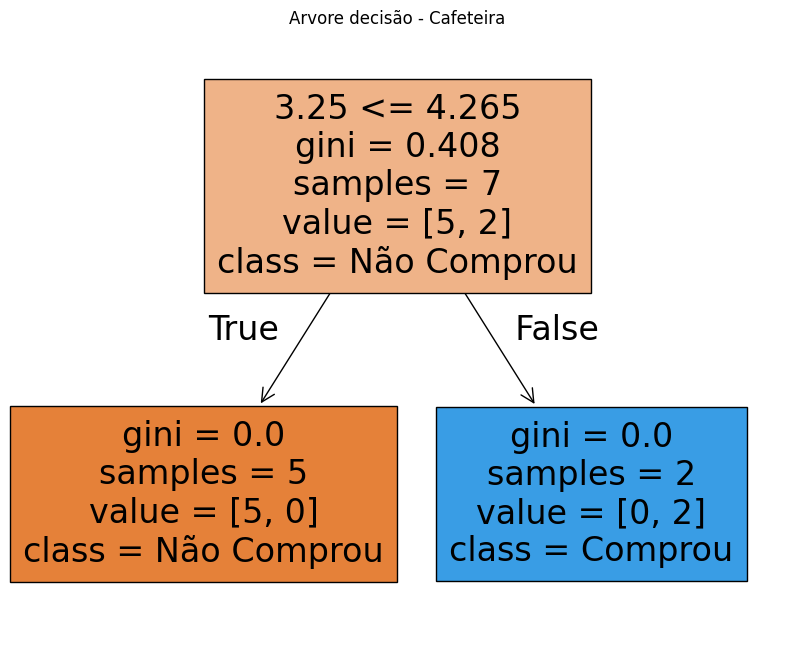 Arvore decisão - Cafeteira
3.25 <= 4.265
gini = 0.408
samples = 7
value = [5, 2]
class = Não Comprou
True
False
gini = 0.0
samples = 5
value = [5, 0]
class = Não Comprou
gini = 0.0
samples = 2
value = [0, 2]
class = Comprou